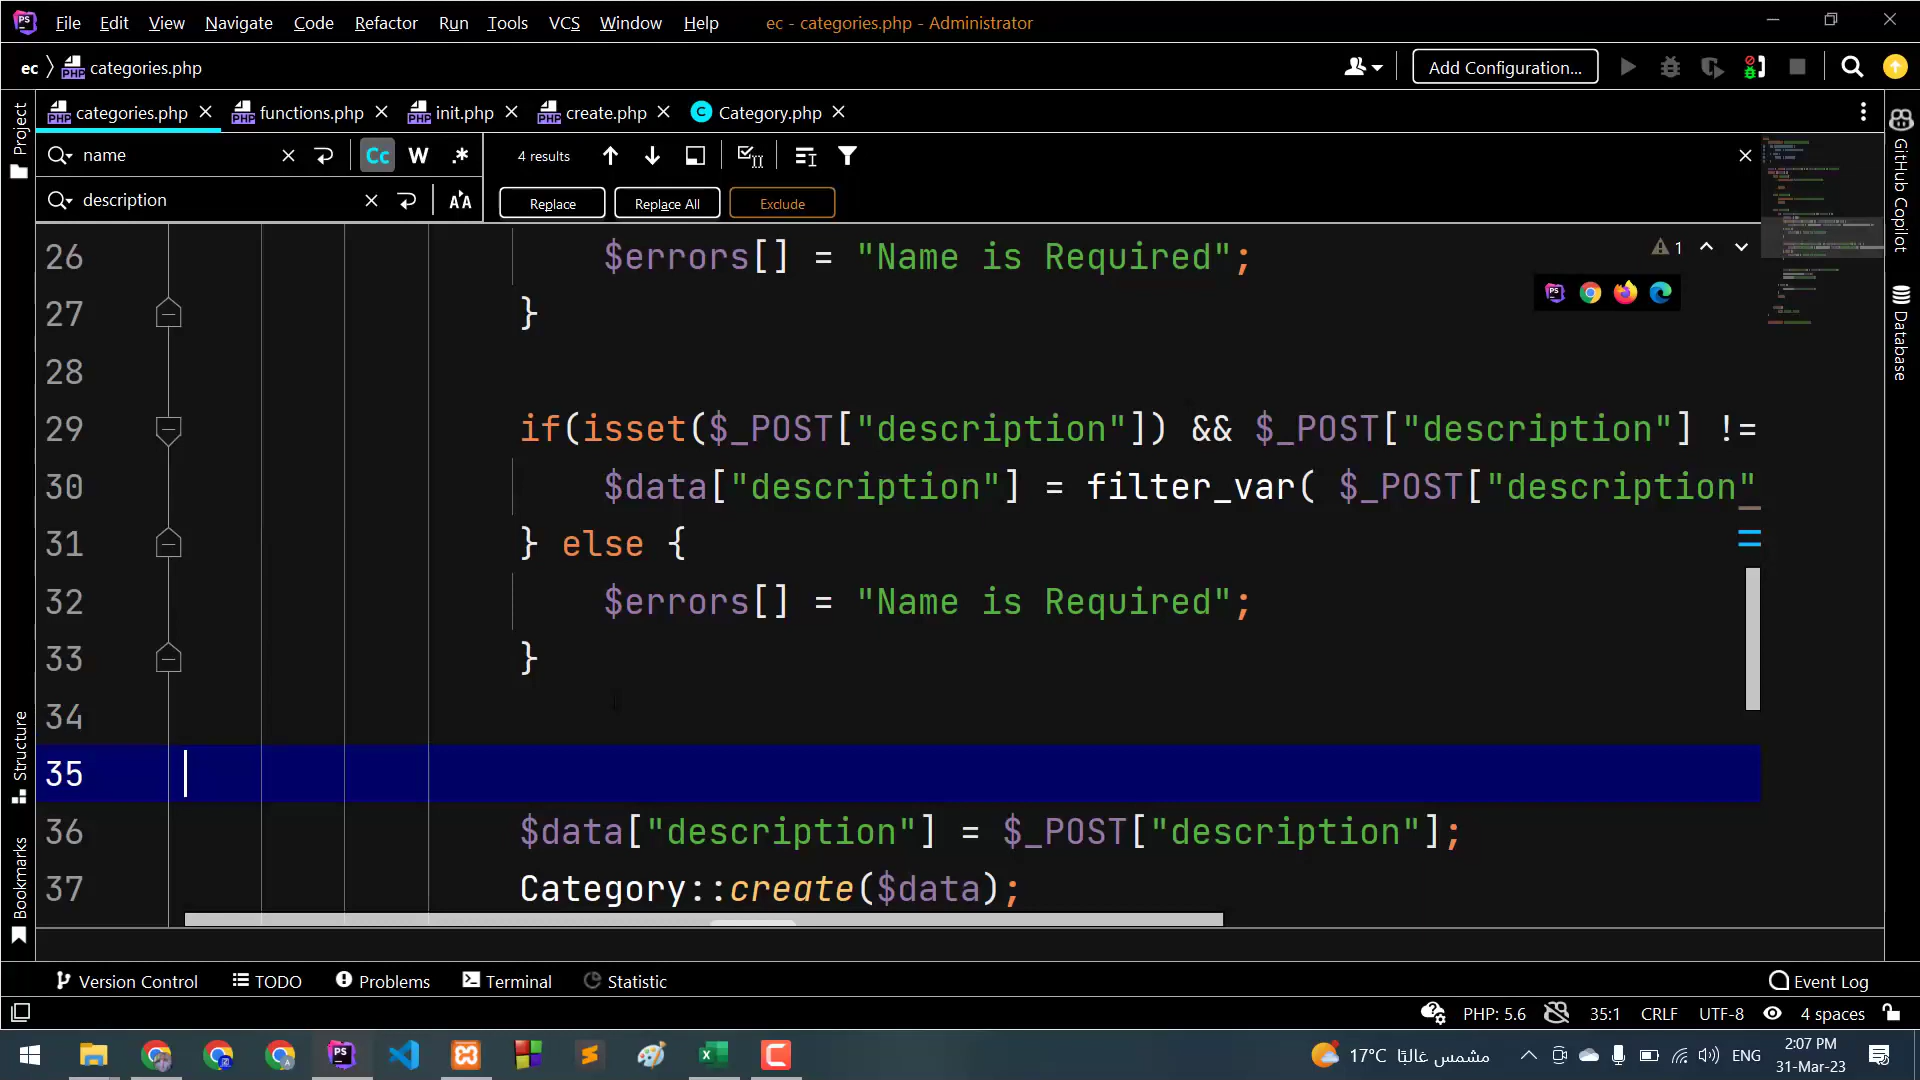 PS File Edit View Navigate Code Refactor Run Tools VCS Window Help ec - categories.php - Administrator
ec categories.php Add Configuration...
categories.php functions.php init.php create.php Category.php
name Cc W .* 4 results
description Replace Replace All Exclude
26 $errors[] = "Name is Required";
27 }
28
29 if(isset($_POST["description"]) && $_POST["description"] !=
30 $data["description"] = filter_var( $_POST["description"
31 } else {
32 $errors[] = "Name is Required";
33 }
34
35
36 $data["description"] = $_POST["description"];
37 Category::create($data);
1
Project
Structure
Bookmarks
GitHub Copilot
Database
Version Control TODO Problems Terminal Statistic Event Log
PHP: 5.6 35:1 CRLF UTF-8 4 spaces
17°C مشمس غالبًا ENG 2:07 PM
31-Mar-23